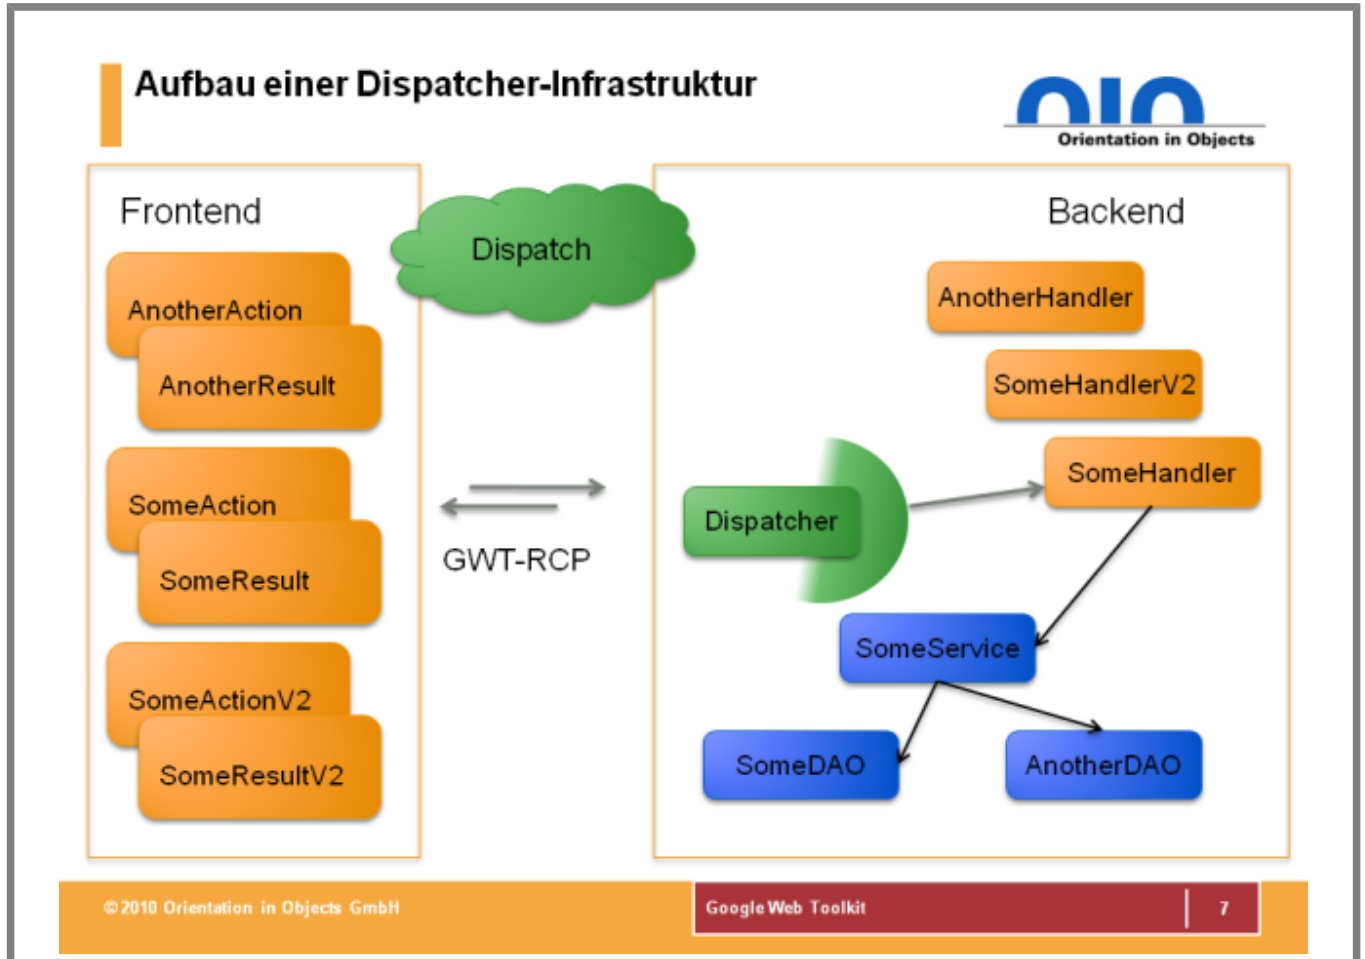 Aufbau einer Dispatcher-Infrastruktur
OIO
Orientation in Objects
Frontend
AnotherAction
AnotherResult
SomeAction
SomeResult
SomeActionV2
SomeResultV2
Dispatch
GWT-RCP
Backend
AnotherHandler
SomeHandlerV2
SomeHandler
Dispatcher
SomeService
SomeDAO
AnotherDAO
©2010 Orientation in Objects GmbH
Google Web Toolkit
7